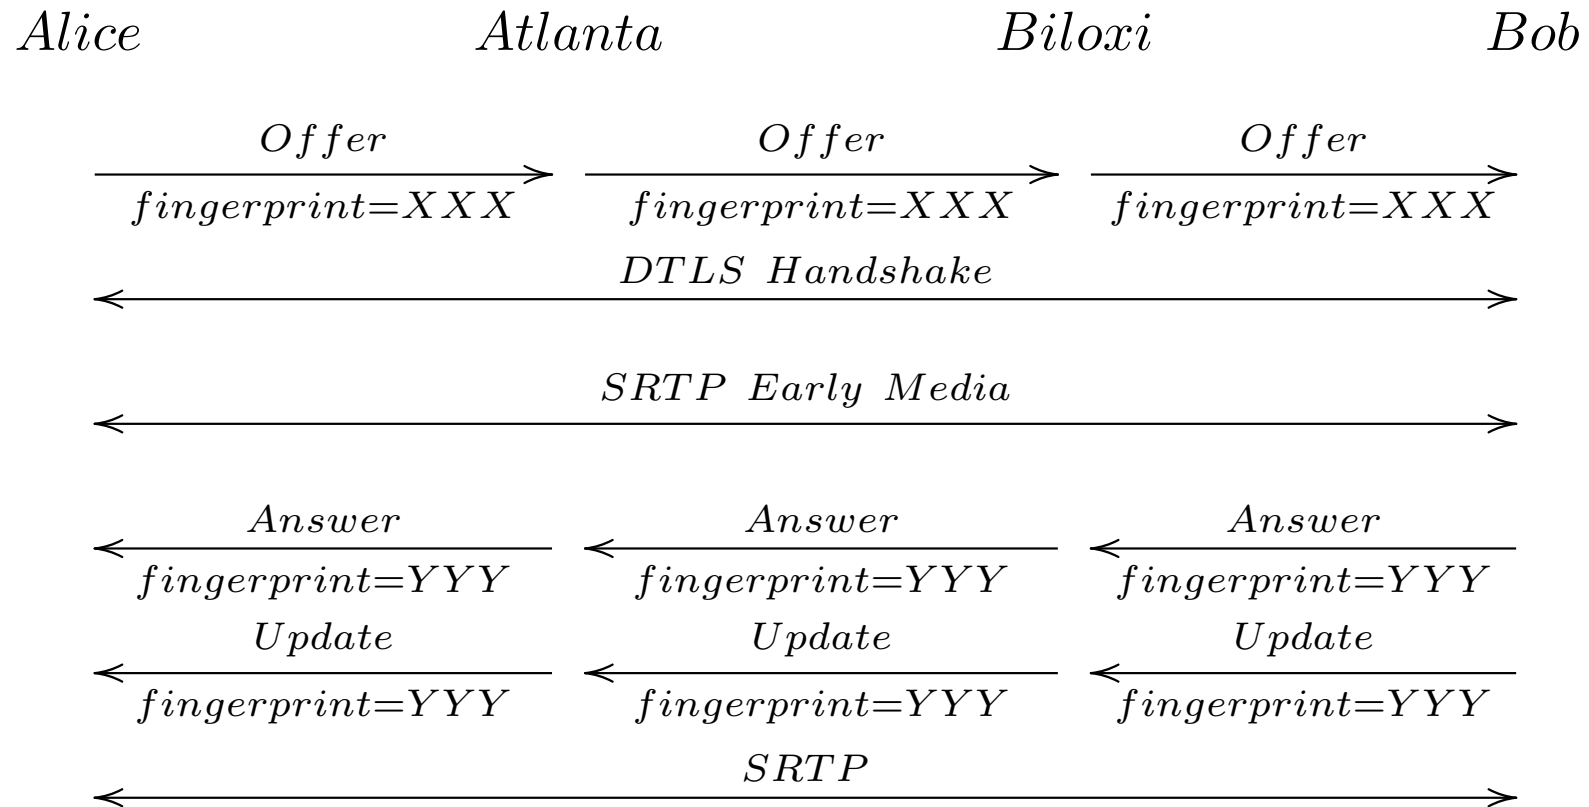 Alice Atlanta Biloxi Bob
Offer Offer Offer
fingerprint=XXX fingerprint=XXX fingerprint=XXX
DTLS Handshake
SRTP Early Media
Answer Answer Answer
fingerprint=YYY fingerprint=YYY fingerprint=YYY
Update Update Update
fingerprint=YYY fingerprint=YYY fingerprint=YYY
SRTP